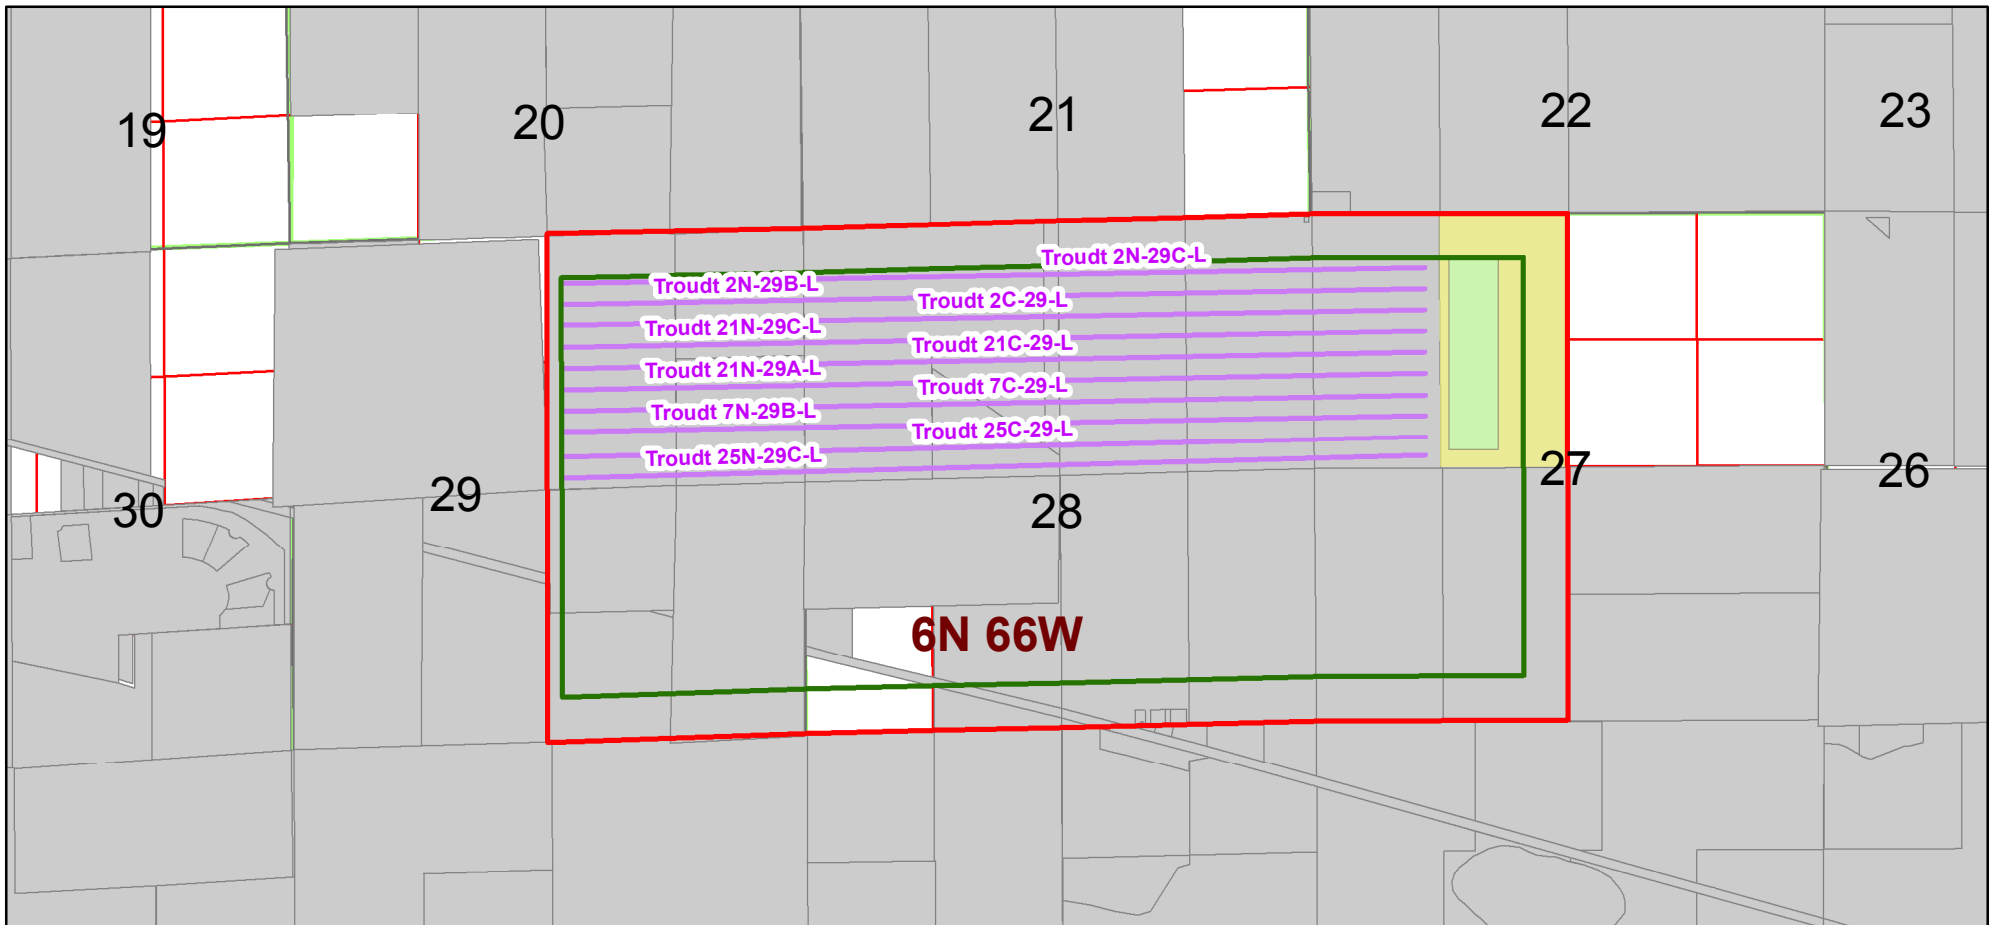 19
20
21
22
23
Troudt 2N-29C-L
Troudt 2N-29B-L
Troudt 2C-29-L
Troudt 21N-29C-L
Troudt 21C-29-L
Troudt 21N-29A-L
Troudt 7C-29-L
Troudt 7N-29B-L
Troudt 25C-29-L
Troudt 25N-29C-L
30
29
28
27
26
6N 66W